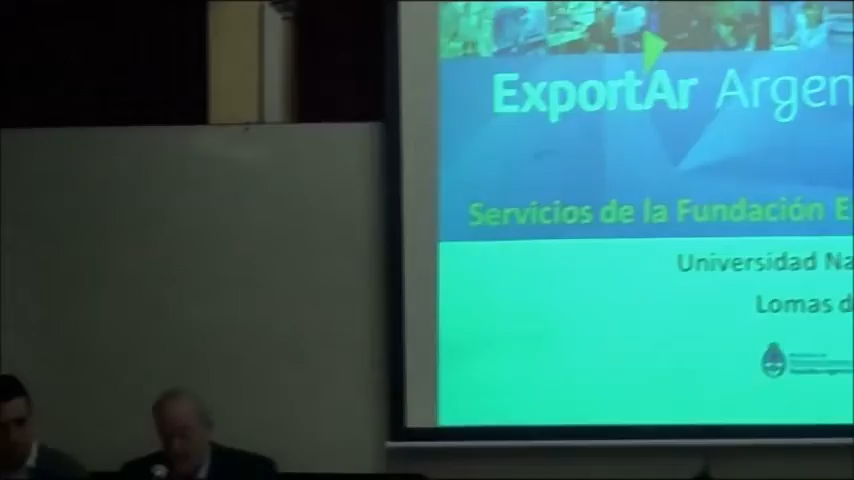 ExportAr Argen
Servicios de la Fundación E
Universidad Na
Lomas d